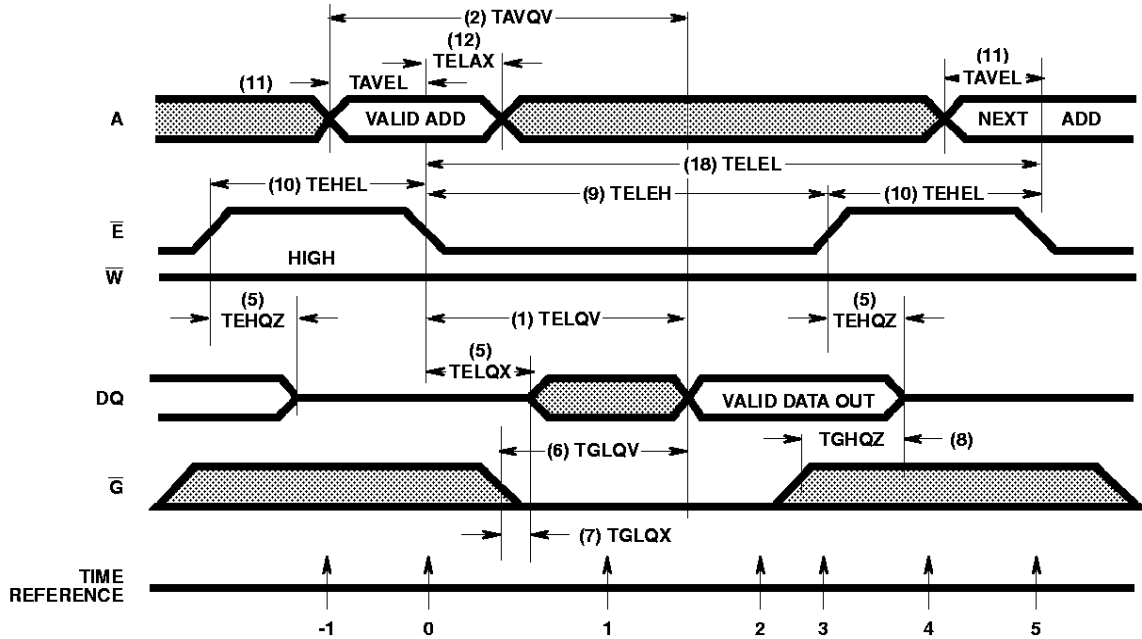 (2) TAVQV
(12)
TELAX
(11) TAVEL
(11)
TAVEL
A VALID ADD NEXT ADD
(18) TELEL
(10) TEHEL (9) TELEH (10) TEHEL
E
HIGH
W
(5)
TEHQZ
(1) TELQV
(5)
TEHQZ
(5)
TELQX
DQ VALID DATA OUT
(6) TGLQV TGHQZ (8)
G
(7) TGLQX
TIME
REFERENCE
-1 0 1 2 3 4 5